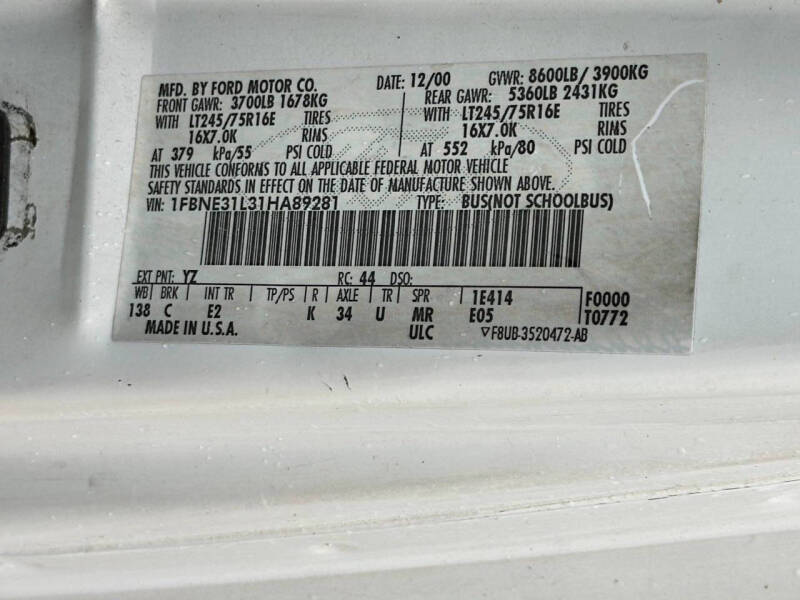 MFD. BY FORD MOTOR CO. DATE: 12/00 GVWR: 8600LB/ 3900KG
FRONT GAWR: 3700LB 1678KG REAR GAWR: 5360LB 2431KG
WITH LT245/75R16E TIRES WITH LT245/75R16E TIRES
16X7.0K RIMS 16X7.0K RIMS
AT 379 kPa/55 PSI COLD AT 552 kPa/80 PSI COLD
THIS VEHICLE CONFORMS TO ALL APPLICABLE FEDERAL MOTOR VEHICLE
SAFETY STANDARDS IN EFFECT ON THE DATE OF MANUFACTURE SHOWN ABOVE.
VIN: 1FBNE31L31HA89281 TYPE: BUS(NOT SCHOOLBUS)
EXT PNT: YZ RC: 44 DSO:
WB BRK INT TR TP/PS R AXLE TR SPR 1E414 F0000
138 C E2 K 34 U MR E05 T0772
MADE IN U.S.A. ULC ▽F8UB-3520472-AB